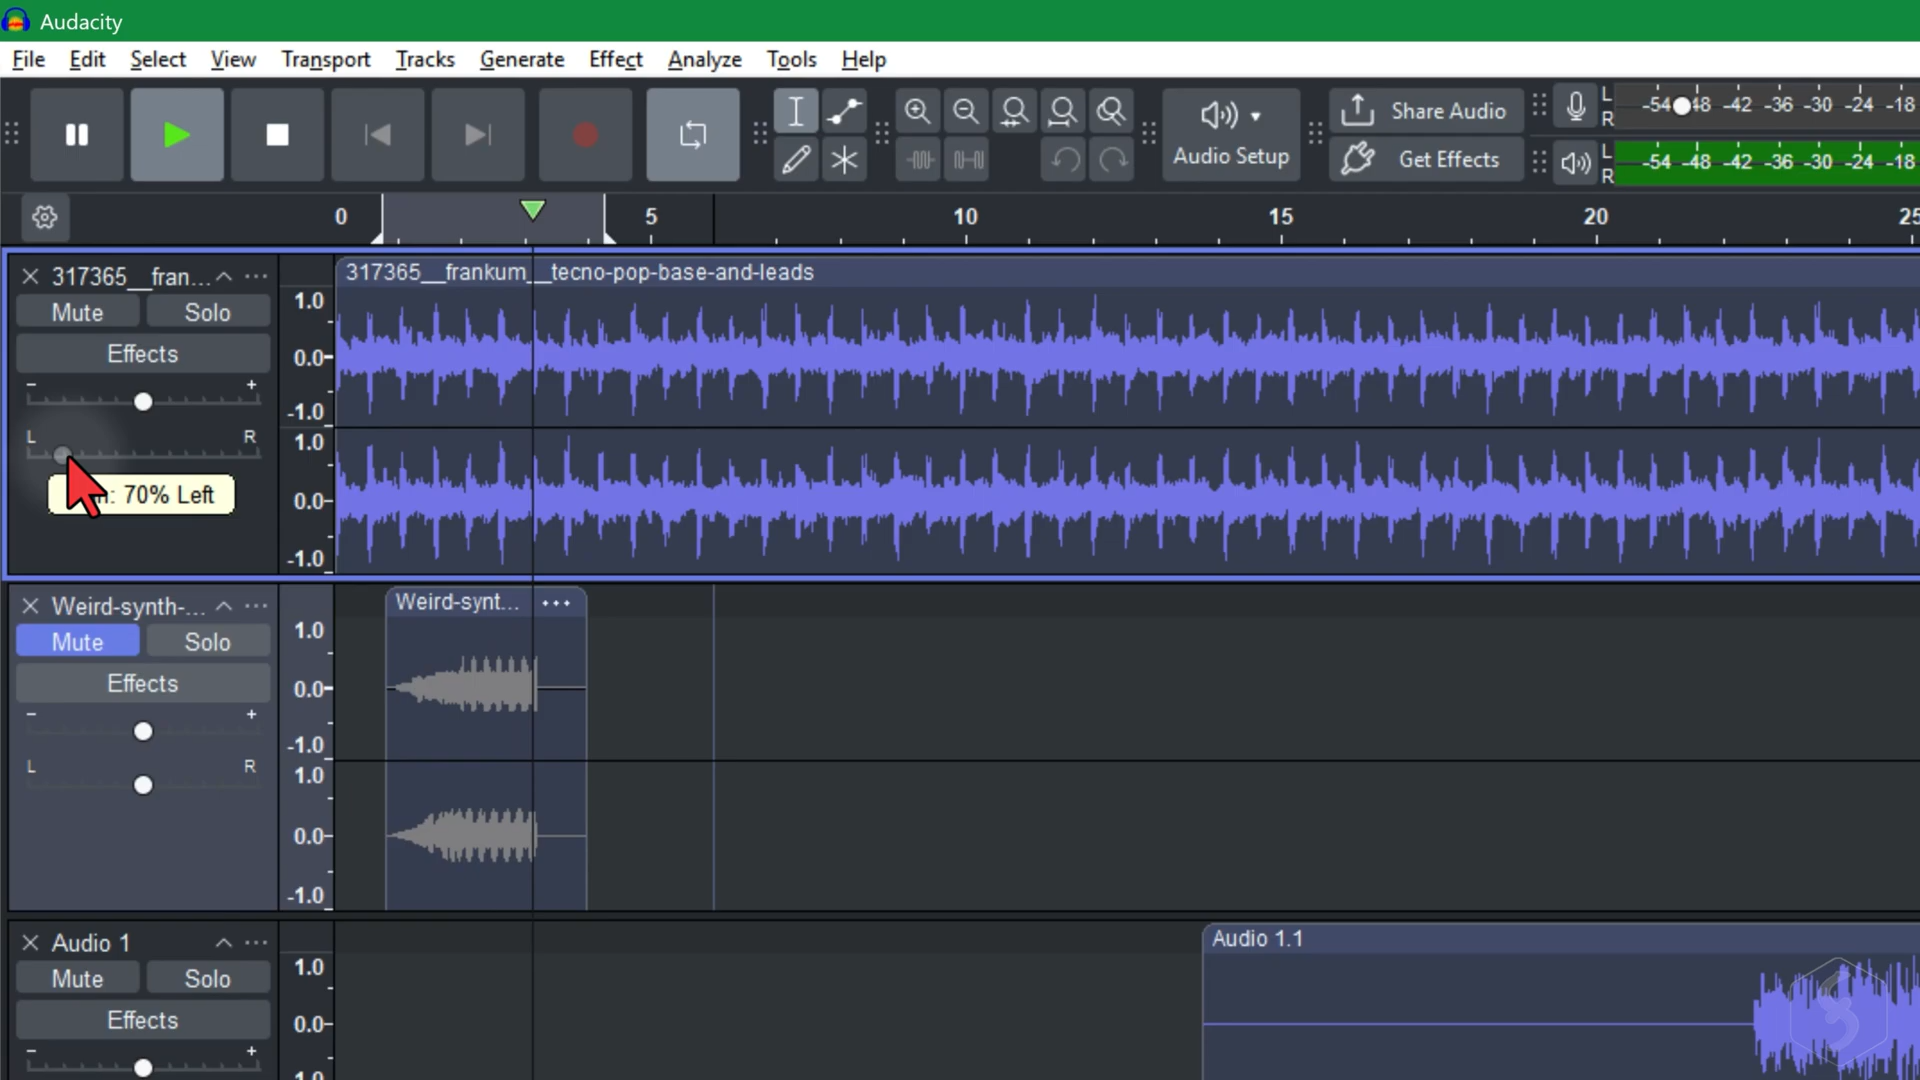 Audacity
File Edit Select View Transport Tracks Generate Effect Analyze Tools Help
Audio Setup
Share Audio
Get Effects
L
R
-54 -48 -42 -36 -30 -24 -18
L
R
-54 -48 -42 -36 -30 -24 -18
0 5 10 15 20 25
317365__fran...
Mute Solo
Effects
- +
L R
70% Left
317365__frankum__tecno-pop-base-and-leads
1.0
0.0
-1.0
1.0
0.0
-1.0
Weird-synth-...
Mute Solo
Effects
- +
L R
Weird-synt...
1.0
0.0
-1.0
1.0
0.0
-1.0
Audio 1
Mute Solo
Effects
- +
1.0
0.0
Audio 1.1